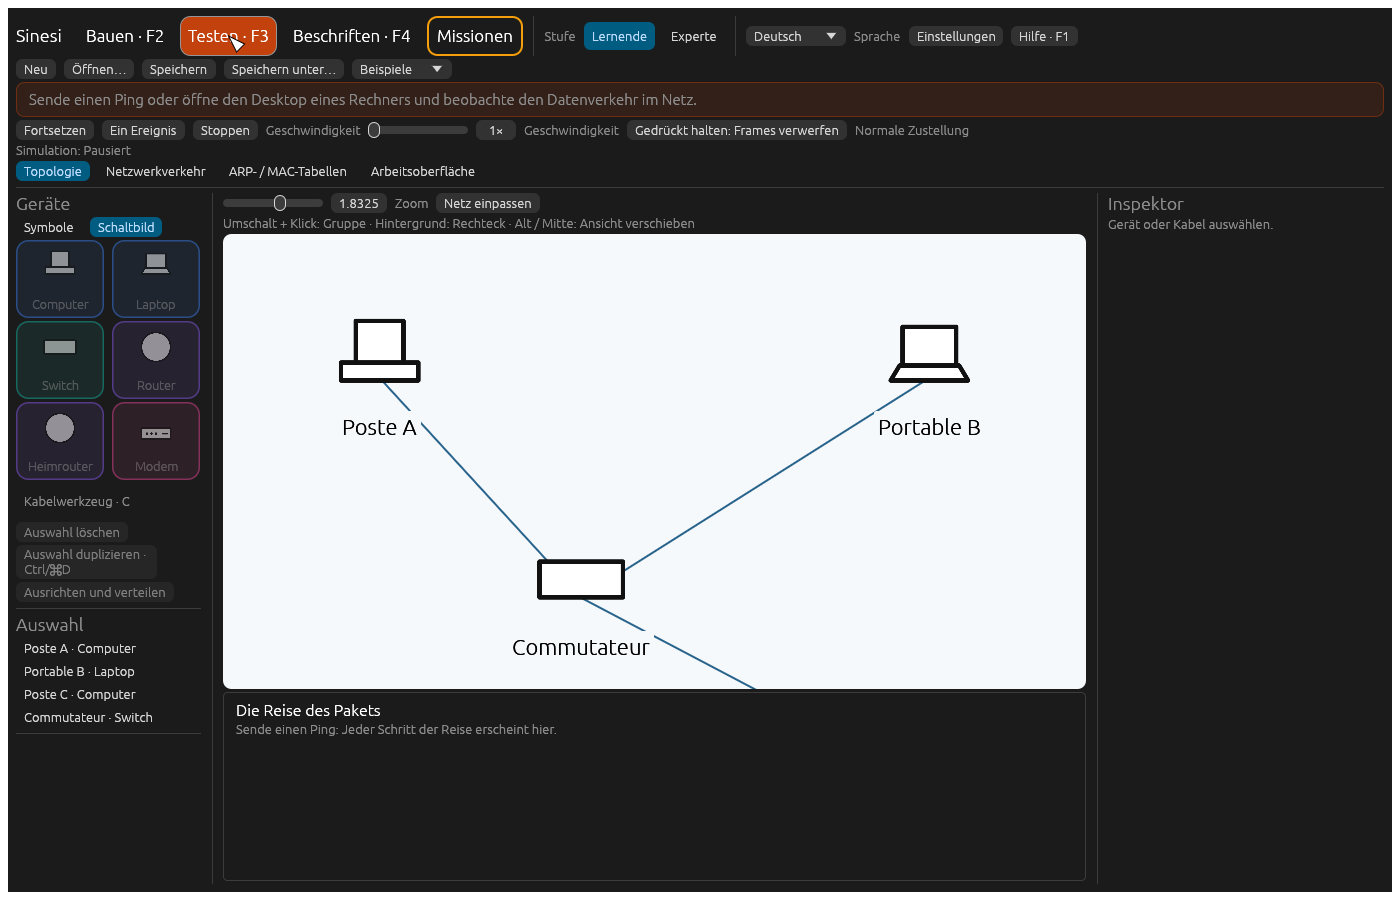 Sinesi Bauen · F2 Testen · F3 Beschriften · F4 Missionen Stufe Lernende Experte Deutsch Sprache Einstellungen Hilfe · F1
Neu Öffnen... Speichern Speichern unter... Beispiele
Sende einen Ping oder öffne den Desktop eines Rechners und beobachte den Datenverkehr im Netz.
Fortsetzen Ein Ereignis Stoppen Geschwindigkeit 1× Geschwindigkeit Gedrückt halten: Frames verwerfen Normale Zustellung
Simulation: Pausiert
Topologie Netzwerkverkehr ARP- / MAC-Tabellen Arbeitsoberfläche
Geräte
Symbole Schaltbild
Computer Laptop
Switch Router
Heimrouter Modem
Kabelwerkzeug · C
Auswahl löschen
Auswahl duplizieren ·
Ctrl/⌘D
Ausrichten und verteilen
Auswahl
Poste A · Computer
Portable B · Laptop
Poste C · Computer
Commutateur · Switch
1.8325 Zoom Netz einpassen
Umschalt + Klick: Gruppe · Hintergrund: Rechteck · Alt / Mitte: Ansicht verschieben
Poste A Portable B
Commutateur
Die Reise des Pakets
Sende einen Ping: Jeder Schritt der Reise erscheint hier.
Inspektor
Gerät oder Kabel auswählen.